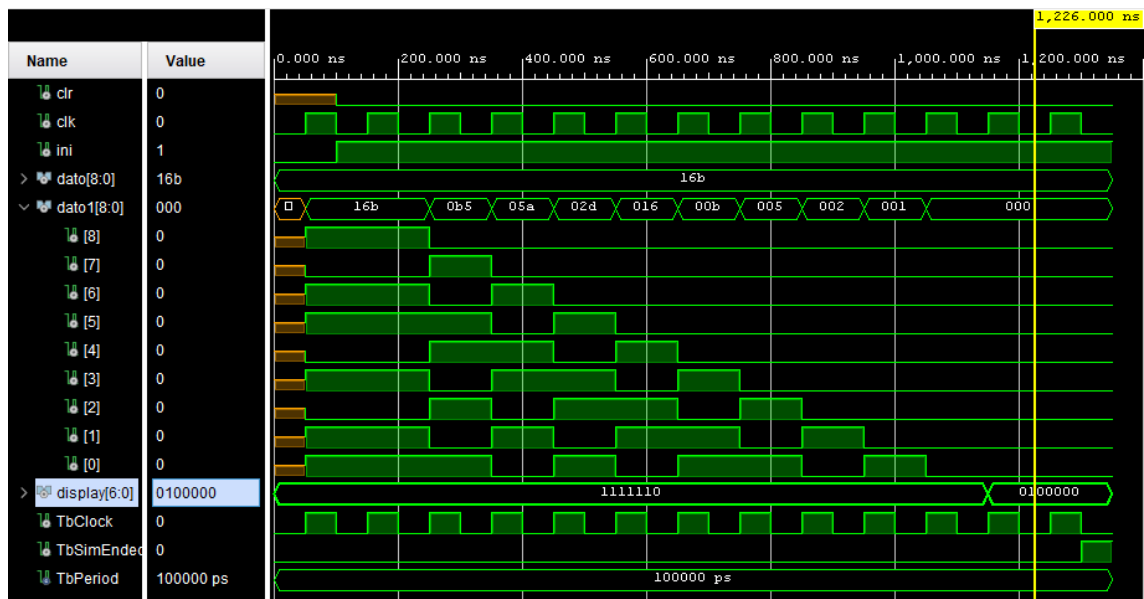 1,226.000 ns
Name Value 0.000 ns 200.000 ns 400.000 ns 600.000 ns 800.000 ns 1,000.000 ns 1,200.000 ns
clr 0
clk 0
ini 1
dato[8:0] 16b 16b
dato1[8:0] 000 16b 0b5 05a 02d 016 00b 005 002 001 000
[8] 0
[7] 0
[6] 0
[5] 0
[4] 0
[3] 0
[2] 0
[1] 0
[0] 0
display[6:0] 0100000 1111110 0100000
TbClock 0
TbSimEnded 0
TbPeriod 100000 ps 100000 ps